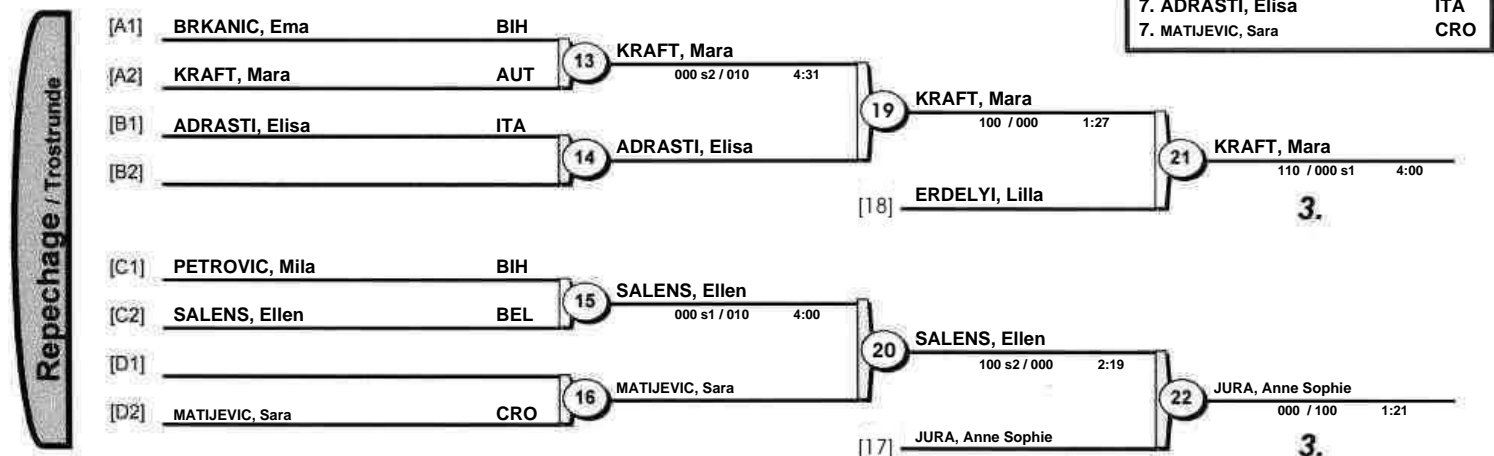 7. ADRASTI, Elisa ITA
7. MATIJEVIC, Sara CRO
Repechage / Trostrunde
[A1] BRKANIC, Ema BIH
13 KRAFT, Mara
000 s2 / 010 4:31
[A2] KRAFT, Mara AUT
19 KRAFT, Mara
100 / 000 1:27
[B1] ADRASTI, Elisa ITA
14 ADRASTI, Elisa
[B2]
21 KRAFT, Mara
110 / 000 s1 4:00
[18] ERDELYI, Lilla
3.
[C1] PETROVIC, Mila BIH
15 SALENS, Ellen
000 s1 / 010 4:00
[C2] SALENS, Ellen BEL
20 SALENS, Ellen
100 s2 / 000 2:19
[D1]
16 MATIJEVIC, Sara
[D2] MATIJEVIC, Sara CRO
22 JURA, Anne Sophie
000 / 100 1:21
[17] JURA, Anne Sophie
3.